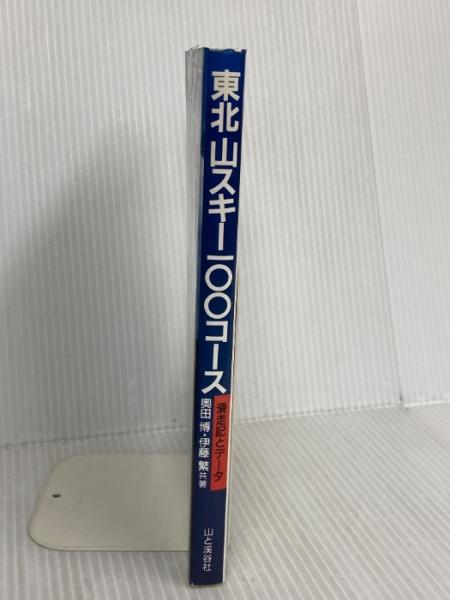 東北 山スキー一〇〇コース
滑走記とデータ
奥田 博・伊藤 繁 共著
山と溪谷社